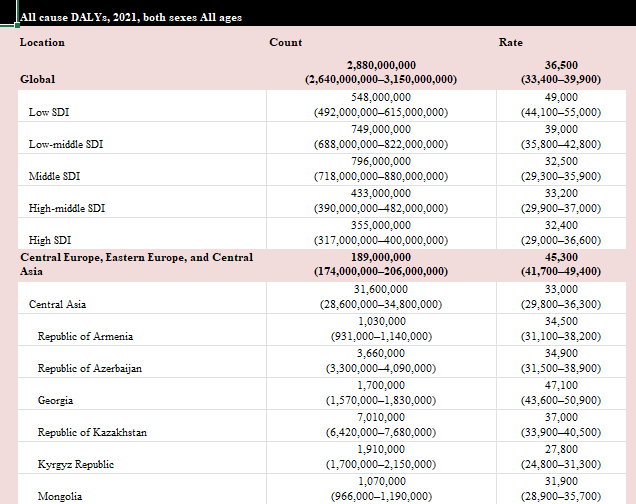 All cause DALYs, 2021, both sexes All ages
Location Count Rate
2,880,000,000 36,500
Global (2,640,000,000–3,150,000,000) (33,400–39,900)
548,000,000 49,000
Low SDI (492,000,000–615,000,000) (44,100–55,000)
749,000,000 39,000
Low-middle SDI (688,000,000–822,000,000) (35,800–42,800)
796,000,000 32,500
Middle SDI (718,000,000–880,000,000) (29,300–35,900)
433,000,000 33,200
High-middle SDI (390,000,000–482,000,000) (29,900–37,000)
355,000,000 32,400
High SDI (317,000,000–400,000,000) (29,000–36,600)
Central Europe, Eastern Europe, and Central 189,000,000 45,300
Asia (174,000,000–206,000,000) (41,700–49,400)
31,600,000 33,000
Central Asia (28,600,000–34,800,000) (29,800–36,300)
1,030,000 34,500
Republic of Armenia (931,000–1,140,000) (31,100–38,200)
3,660,000 34,900
Republic of Azerbaijan (3,300,000–4,090,000) (31,500–38,900)
1,700,000 47,100
Georgia (1,570,000–1,830,000) (43,600–50,900)
7,010,000 37,000
Republic of Kazakhstan (6,420,000–7,680,000) (33,900–40,500)
1,910,000 27,800
Kyrgyz Republic (1,700,000–2,150,000) (24,800–31,300)
1,070,000 31,900
Mongolia (966,000–1,190,000) (28,900–35,700)